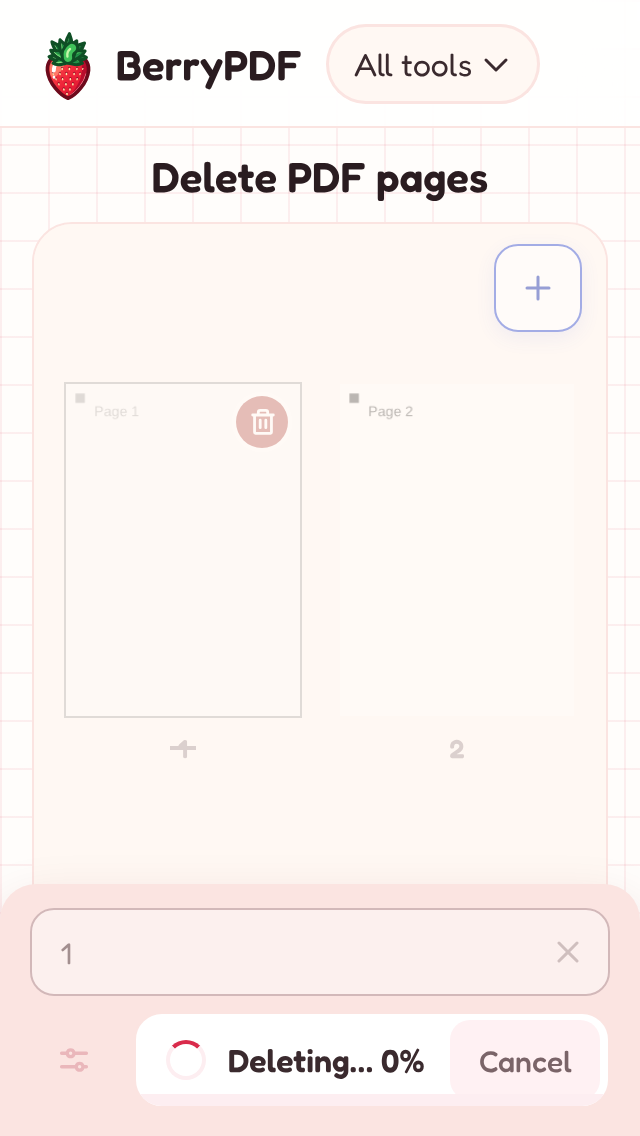 BerryPDF
All tools
Delete PDF pages
Page 1
Page 2
1
2
1
Deleting... 0%
Cancel